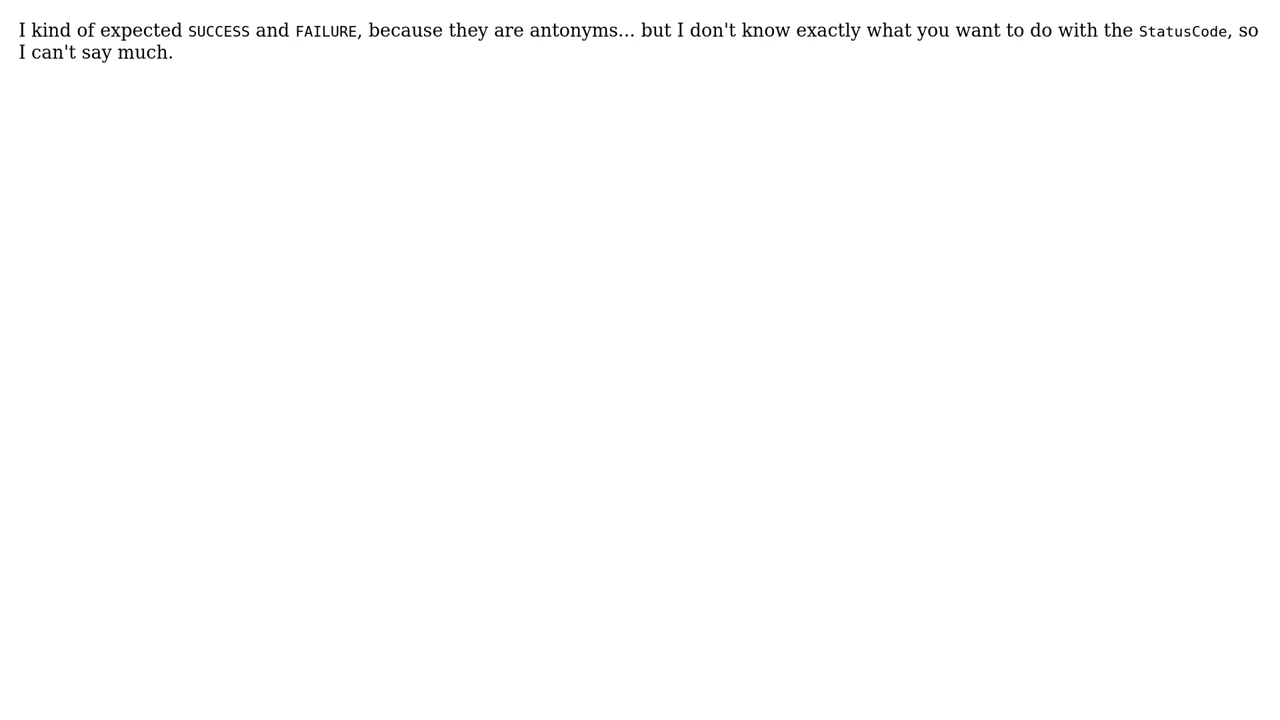 I kind of expected SUCCESS and FAILURE, because they are antonyms... but I don't know exactly what you want to do with the StatusCode, so
I can't say much.